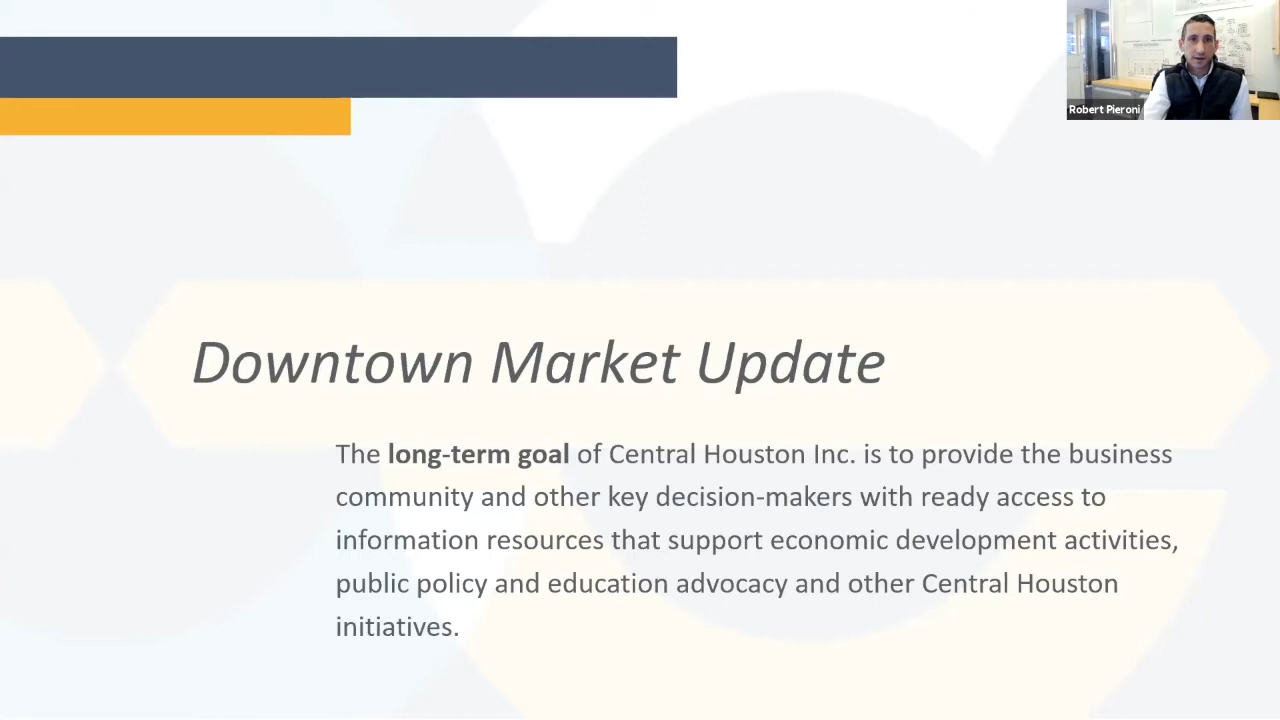 Robert Pieroni
Downtown Market Update
The long-term goal of Central Houston Inc. is to provide the business
community and other key decision-makers with ready access to
information resources that support economic development activities,
public policy and education advocacy and other Central Houston
initiatives.